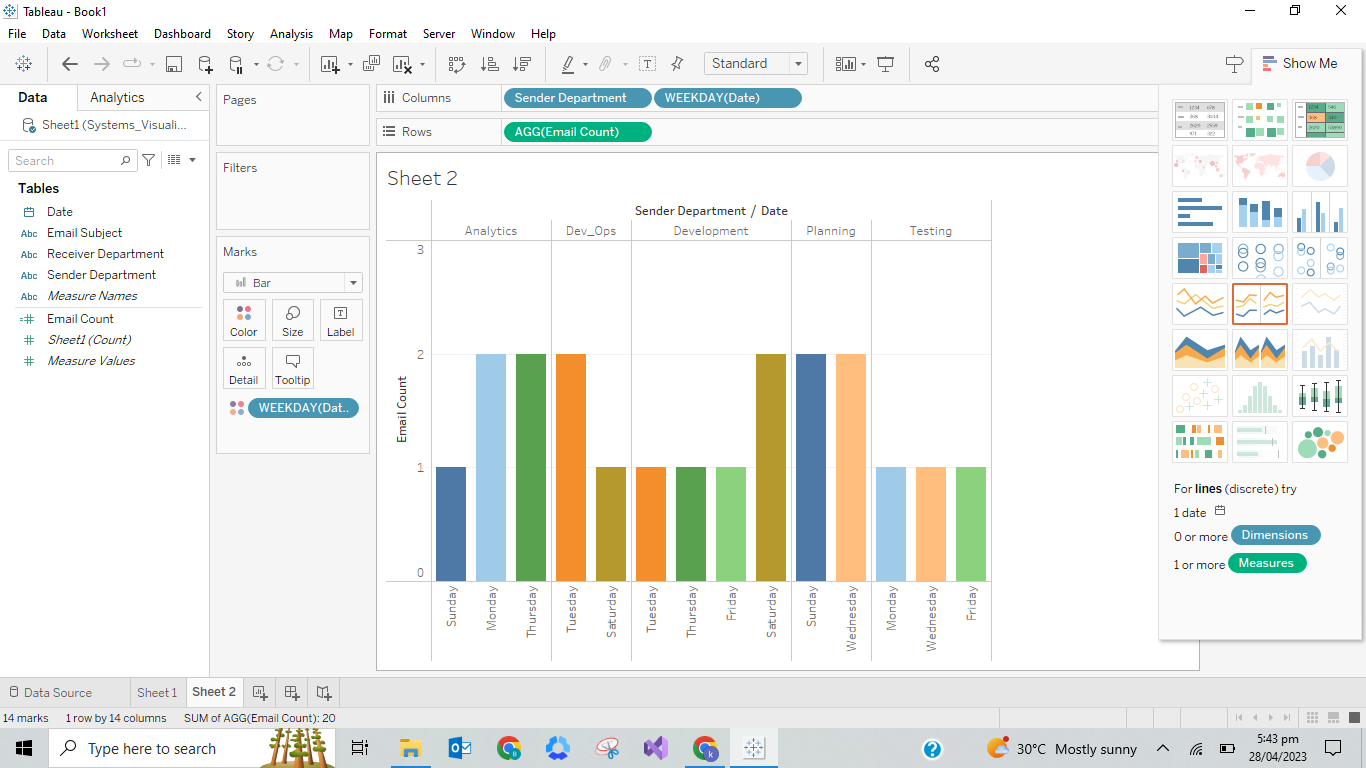 Tableau - Book1
File Data Worksheet Dashboard Story Analysis Map Format Server Window Help
Standard
Show Me
Data Analytics
Sheet1 (Systems_Visuali...
Search
Tables
Date
Abc Email Subject
Abc Receiver Department
Abc Sender Department
Abc Measure Names
Email Count
Sheet1 (Count)
Measure Values
Pages
Filters
Marks
Bar
Color Size Label
Detail Tooltip
WEEKDAY(Dat..
Columns Sender Department WEEKDAY(Date)
Rows AGG(Email Count)
Sheet 2
Sender Department / Date
Analytics Dev_Ops Development Planning Testing
Email Count
3
2
1
0
Sunday Monday Thursday Tuesday Saturday Tuesday Thursday Friday Saturday Sunday Wednesday Monday Wednesday Friday
For lines (discrete) try
1 date
0 or more Dimensions
1 or more Measures
Data Source Sheet 1 Sheet 2
14 marks 1 row by 14 columns SUM of AGG(Email Count): 20
Type here to search
30°C Mostly sunny
5:43 pm
28/04/2023